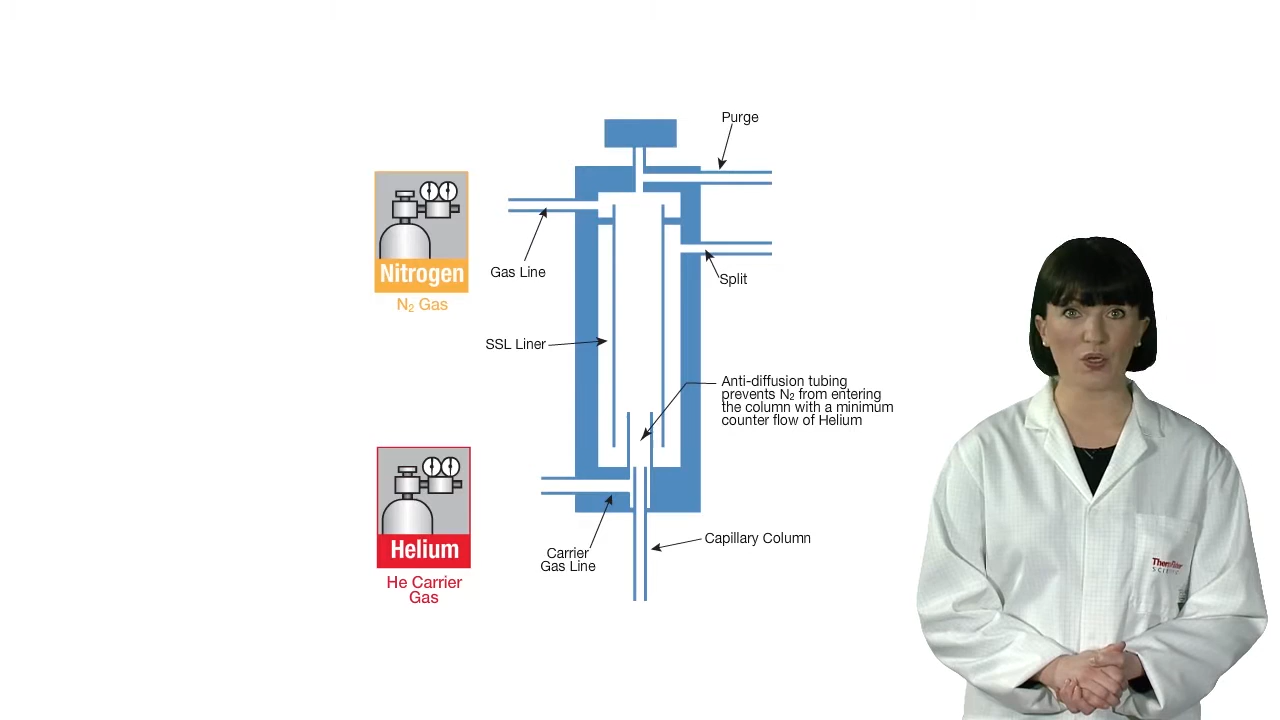 Purge
Nitrogen
N₂ Gas
Gas Line
Split
SSL Liner
Anti-diffusion tubing
prevents N₂ from entering
the column with a minimum
counter flow of Helium
Helium
He Carrier
Gas
Carrier
Gas Line
Capillary Column